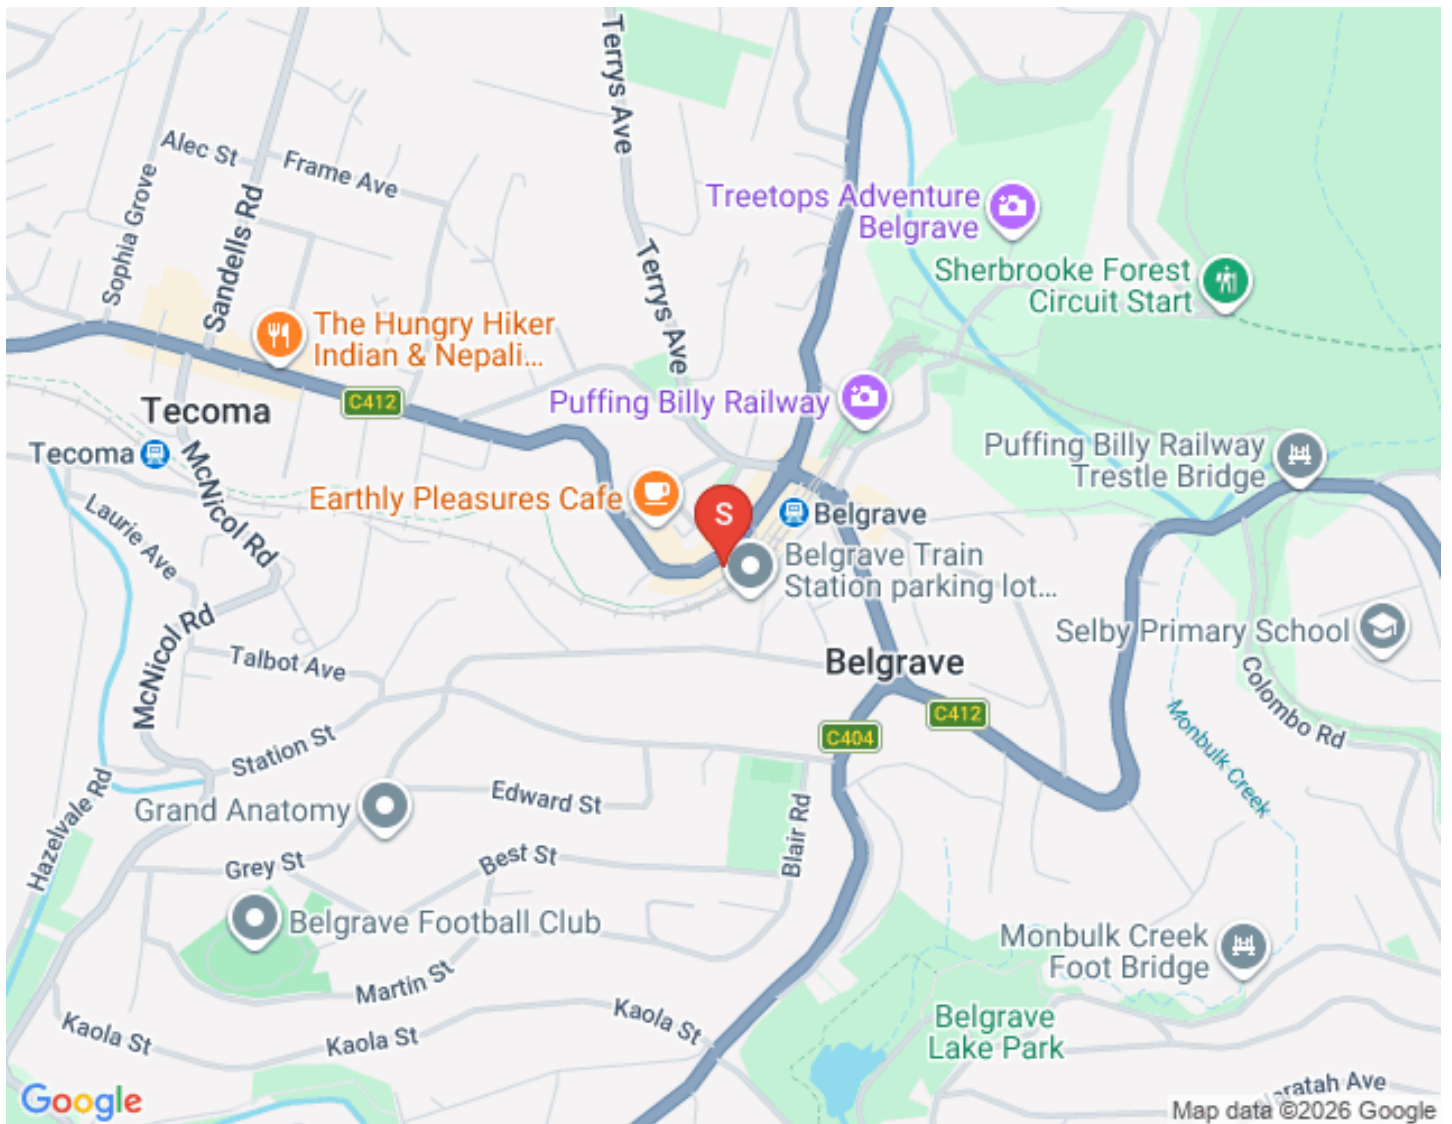 Terrys Ave
Alec St
Frame Ave
Sophia Grove
Sandells Rd
Treetops Adventure
Belgrave
Terrys Ave
Sherbrooke Forest
Circuit Start
The Hungry Hiker
Indian & Nepali...
C412
Puffing Billy Railway
Tecoma
Tecoma
McNicol Rd
Puffing Billy Railway
Trestle Bridge
Earthly Pleasures Cafe
S
Belgrave
Laurie Ave
Belgrave Train
Station parking lot...
McNicol Rd
Selby Primary School
Talbot Ave
Belgrave
Colombo Rd
C412
C404
Station St
Monbulk Creek
Hazelvale Rd
Grand Anatomy
Edward St
Blair Rd
Grey St
Best St
Belgrave Football Club
Monbulk Creek
Foot Bridge
Martin St
Kaola St
Kaola St
Kaola St
Belgrave
Lake Park
Google
Map data ©2026 Google